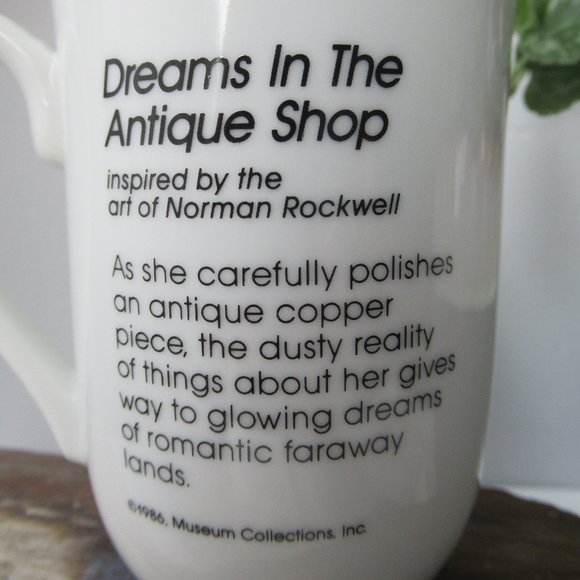 Dreams In The
Antique Shop
inspired by the
art of Norman Rockwell
As she carefully polishes
an antique copper
piece, the dusty reality
of things about her gives
way to glowing dreams
of romantic faraway
lands.
©1986, Museum Collections, Inc.